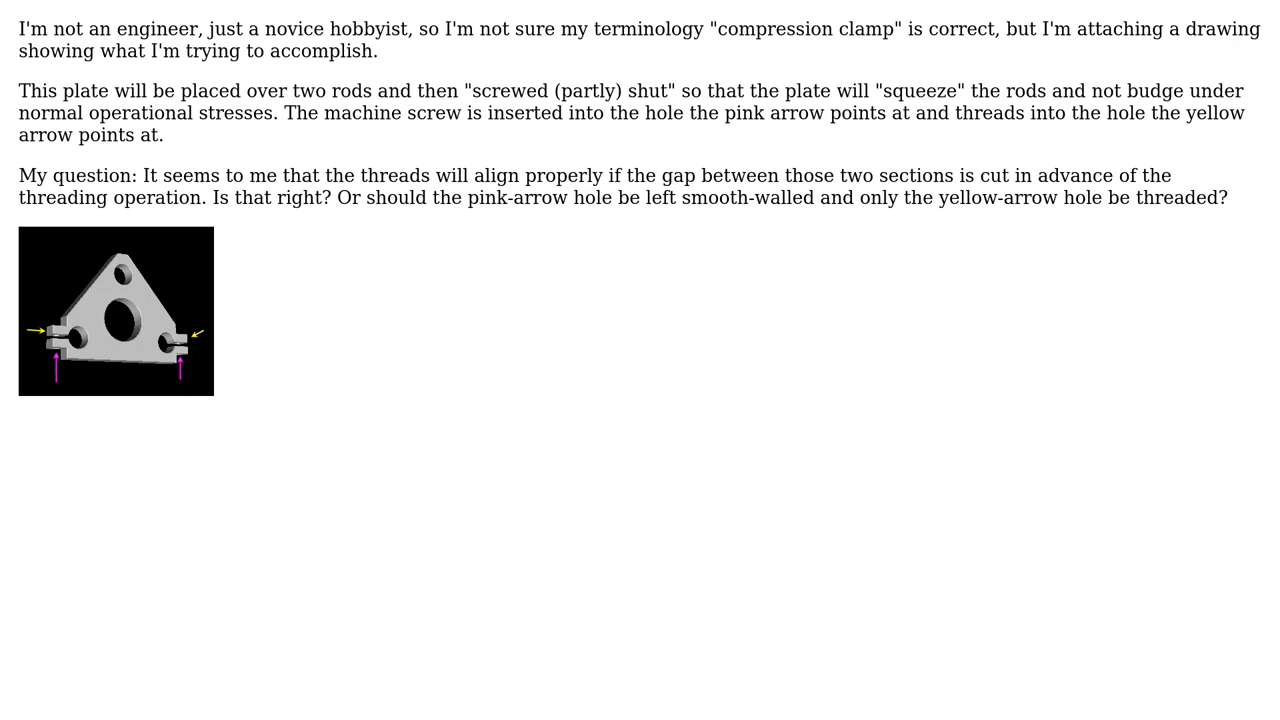 I'm not an engineer, just a novice hobbyist, so I'm not sure my terminology "compression clamp" is correct, but I'm attaching a drawing
showing what I'm trying to accomplish.
This plate will be placed over two rods and then "screwed (partly) shut" so that the plate will "squeeze" the rods and not budge under
normal operational stresses. The machine screw is inserted into the hole the pink arrow points at and threads into the hole the yellow
arrow points at.
My question: It seems to me that the threads will align properly if the gap between those two sections is cut in advance of the
threading operation. Is that right? Or should the pink-arrow hole be left smooth-walled and only the yellow-arrow hole be threaded?